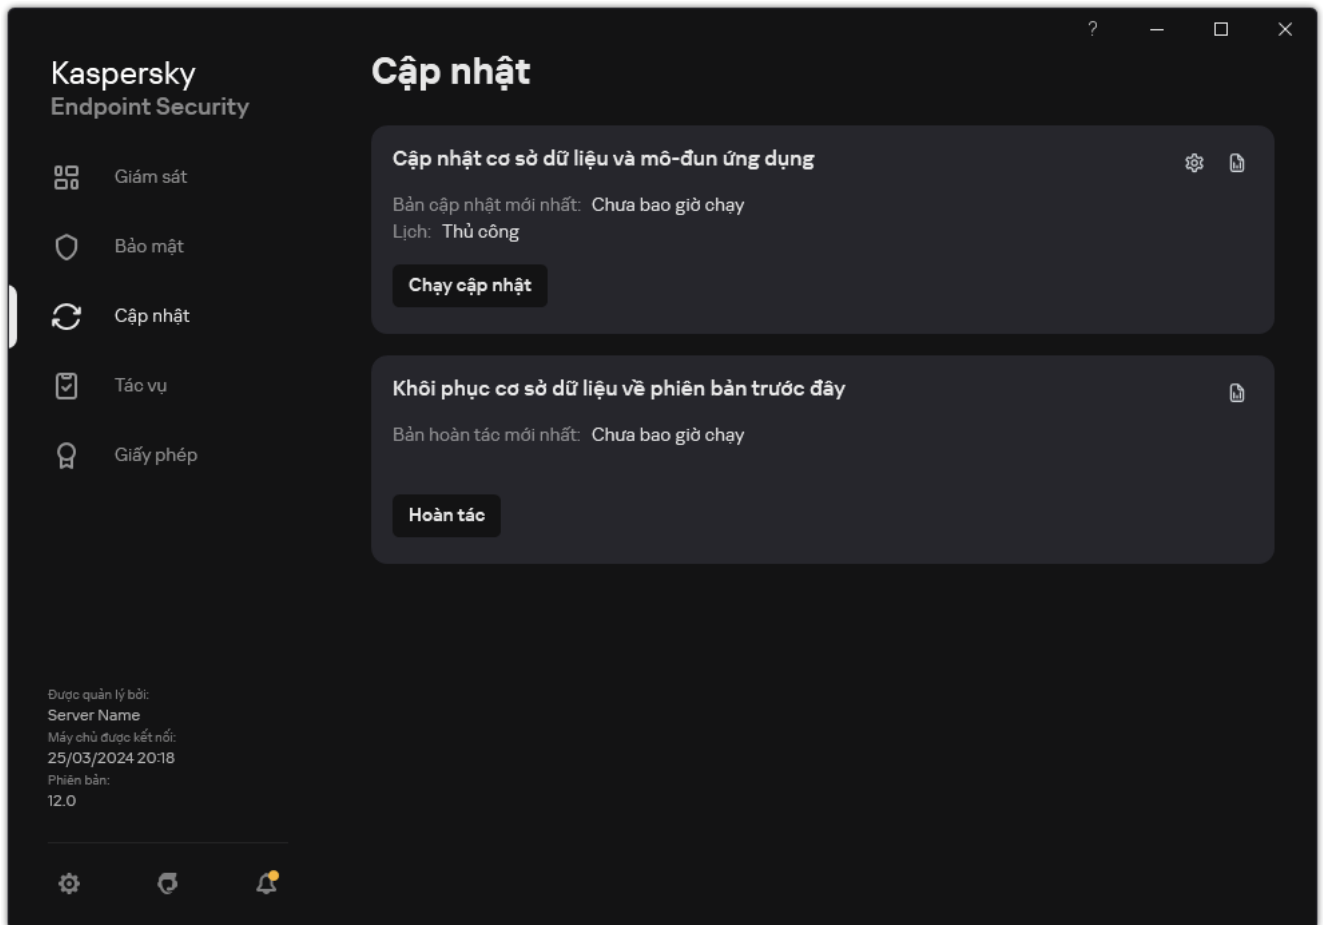 ?
Kaspersky
Endpoint Security
Giám sát
Bảo mật
Cập nhật
Tác vụ
Giấy phép
Được quản lý bởi:
Server Name
Máy chủ được kết nối:
25/03/2024 20:18
Phiên bản:
12.0
Cập nhật
Cập nhật cơ sở dữ liệu và mô-đun ứng dụng
Bản cập nhật mới nhất: Chưa bao giờ chạy
Lịch: Thủ công
Chạy cập nhật
Khôi phục cơ sở dữ liệu về phiên bản trước đây
Bản hoàn tác mới nhất: Chưa bao giờ chạy
Hoàn tác